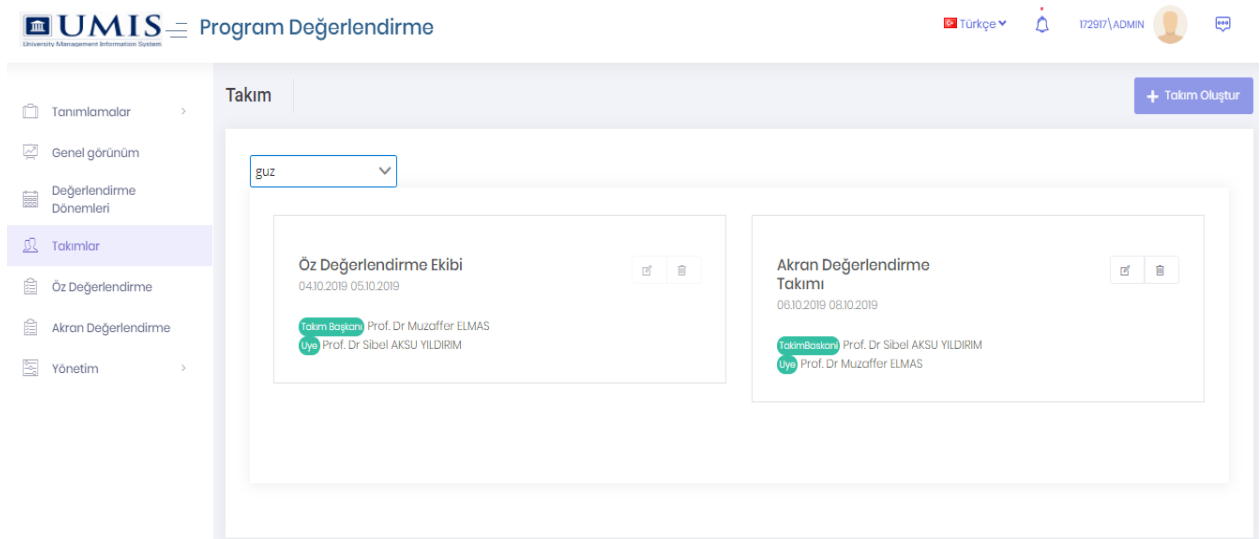 UMIS
University Management Information System
Program Değerlendirme
Türkçe
172917\ADMIN
Tanımlamalar
Genel görünüm
Değerlendirme
Dönemleri
Takımlar
Öz Değerlendirme
Akran Değerlendirme
Yönetim
Takım
+ Takım Oluştur
guz
Öz Değerlendirme Ekibi
04.10.2019 05.10.2019
Takim Başkanı Prof. Dr Muzaffer ELMAS
Üye Prof. Dr Sibel AKSU YILDIRIM
Akran Değerlendirme
Takımı
06.10.2019 08.10.2019
TakimBaskani Prof. Dr Sibel AKSU YILDIRIM
Üye Prof. Dr Muzaffer ELMAS